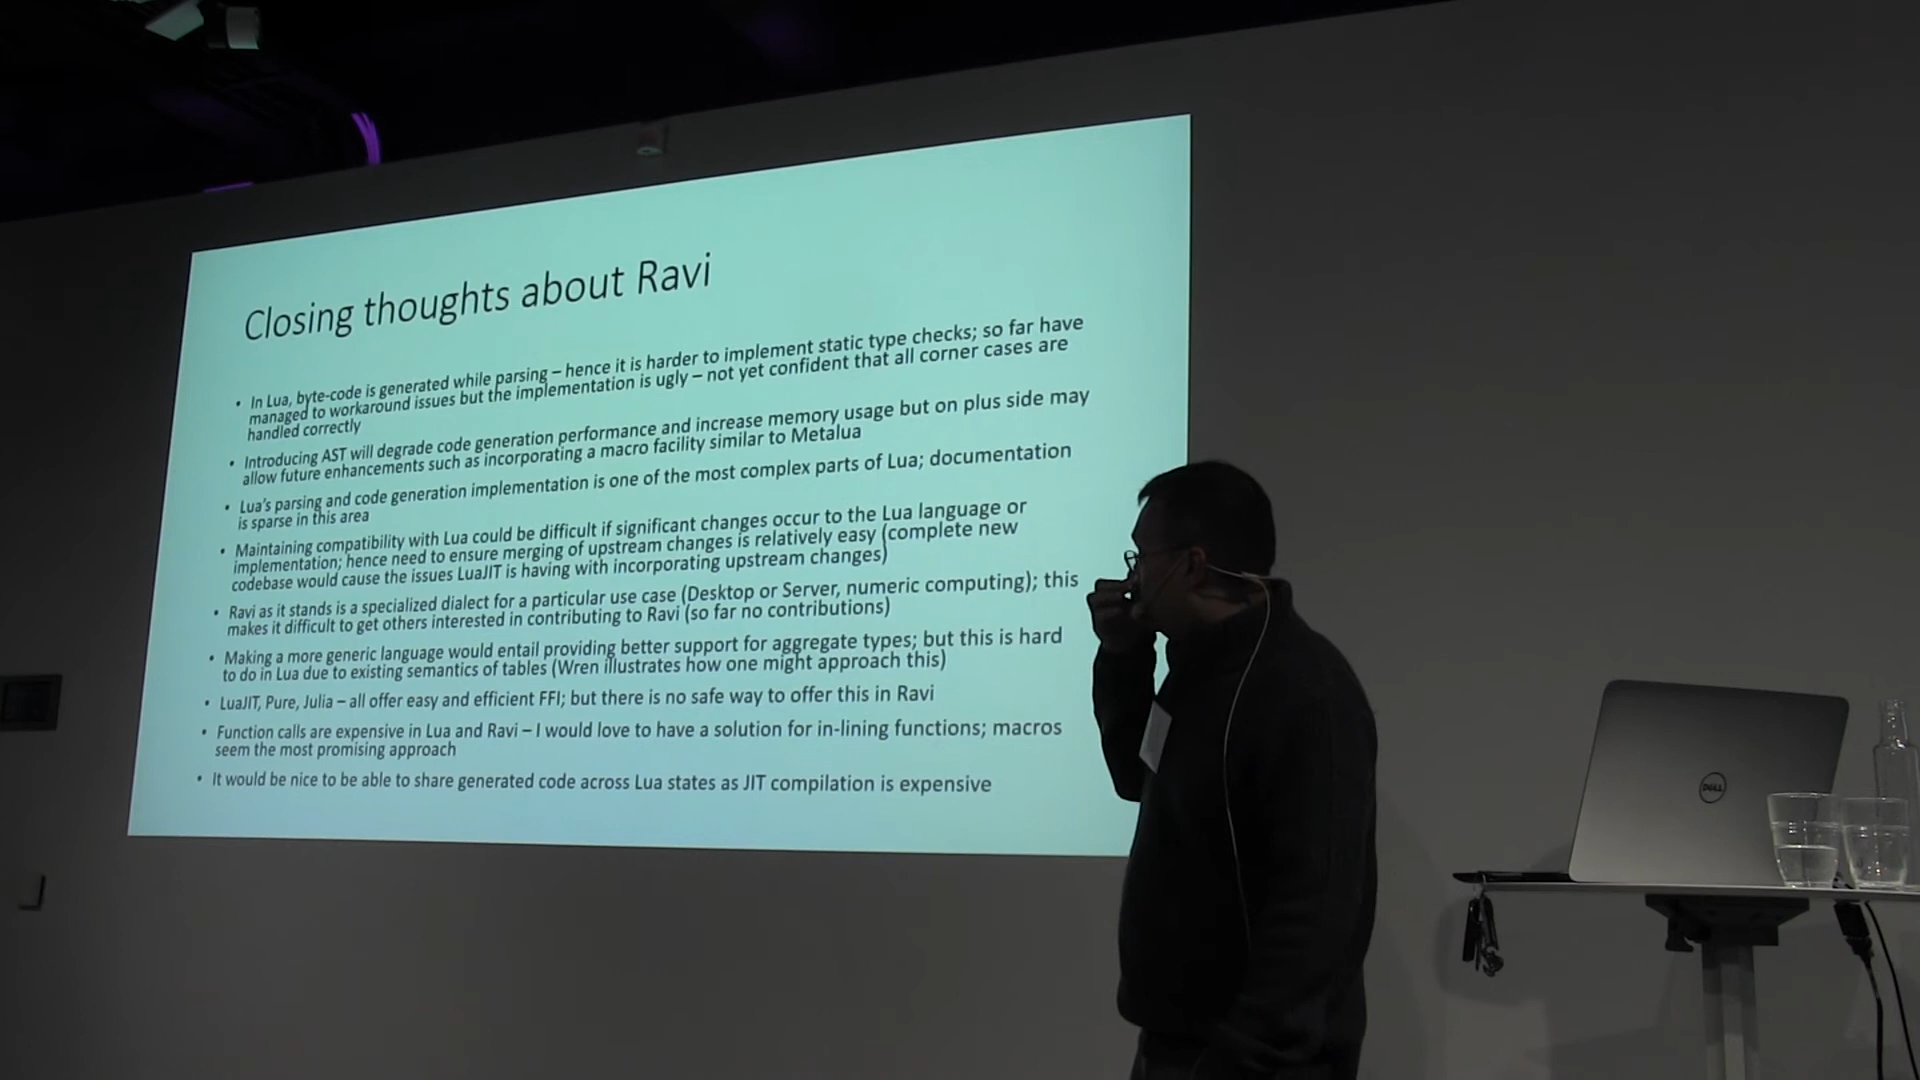 Closing thoughts about Ravi
• In Lua, byte-code is generated while parsing – hence it is harder to implement static type checks; so far have
managed to workaround issues but the implementation is ugly – not yet confident that all corner cases are
handled correctly
• Introducing AST will degrade code generation performance and increase memory usage but on plus side may
allow future enhancements such as incorporating a macro facility similar to Metalua
• Lua's parsing and code generation implementation is one of the most complex parts of Lua; documentation
is sparse in this area
• Maintaining compatibility with Lua could be difficult if significant changes occur to the Lua language or
implementation; hence need to ensure merging of upstream changes is relatively easy (complete new
codebase would cause the issues LuaJIT is having with incorporating upstream changes)
• Ravi as it stands is a specialized dialect for a particular use case (Desktop or Server, numeric computing); this
makes it difficult to get others interested in contributing to Ravi (so far no contributions)
• Making a more generic language would entail providing better support for aggregate types; but this is hard
to do in Lua due to existing semantics of tables (Wren illustrates how one might approach this)
• LuaJIT, Pure, Julia – all offer easy and efficient FFI; but there is no safe way to offer this in Ravi
• Function calls are expensive in Lua and Ravi – I would love to have a solution for in-lining functions; macros
seem the most promising approach
• It would be nice to be able to share generated code across Lua states as JIT compilation is expensive
DELL